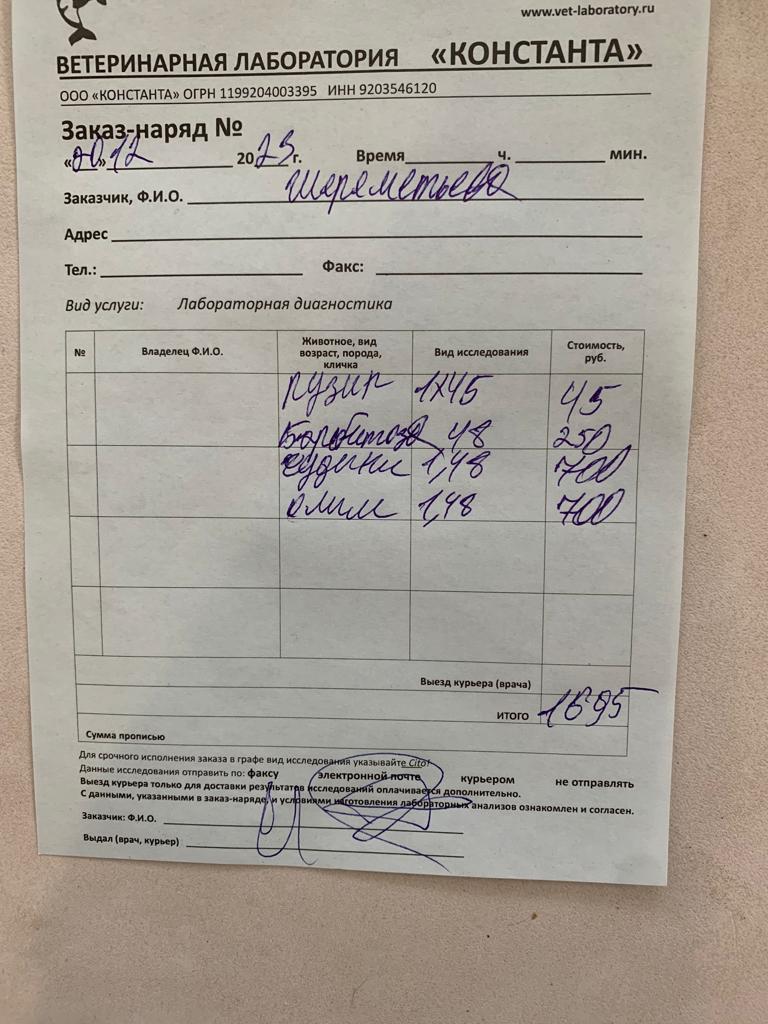 www.vet-laboratory.ru
ВЕТЕРИНАРНАЯ ЛАБОРАТОРИЯ «КОНСТАНТА»
ООО «КОНСТАНТА» ОГРН 1199204003395 ИНН 9203546120
Заказ-наряд №
«20» 12 2023г. Время ч. мин.
Заказчик, Ф.И.О. Шереметьева
Адрес
Тел.: Факс:
Вид услуги: Лабораторная диагностика
№ Владелец Ф.И.О. Животное, вид возраст, порода, кличка Вид исследования Стоимость, руб.
45
48 250
1,48 700
1,48 700
Выезд курьера (врача)
ИТОГО 1695
Сумма прописью
Для срочного исполнения заказа в графе вид исследования указывайте Cito!
Данные исследования отправить по: факсу электронной почте курьером не отправлять
Выезд курьера только для доставки результатов исследований оплачивается дополнительно.
С данными, указанными в заказ-наряде, и условиями изготовления лабораторных анализов ознакомлен и согласен.
Заказчик: Ф.И.О.
Выдал (врач, курьер)